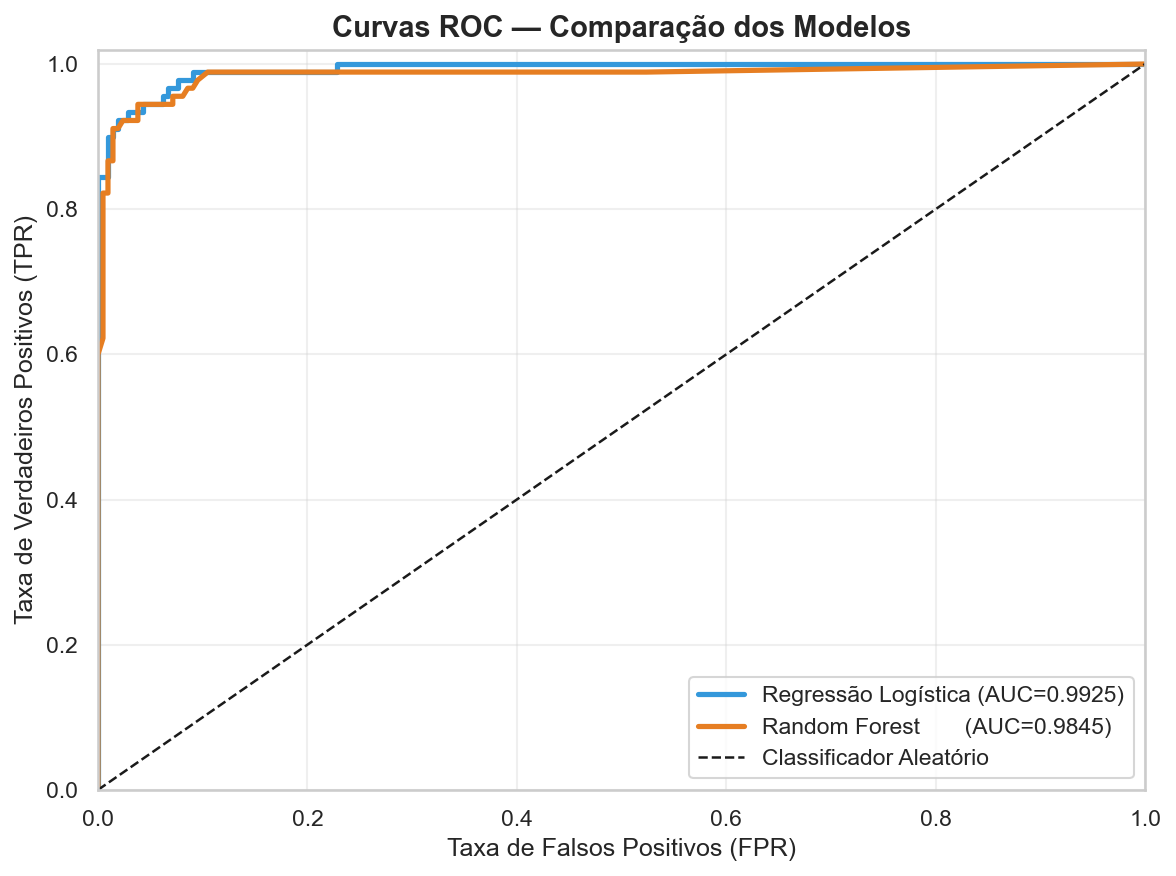 Curvas ROC — Comparação dos Modelos
Taxa de Verdadeiros Positivos (TPR)
1.0
0.8
0.6
0.4
0.2
0.0
0.0 0.2 0.4 0.6 0.8 1.0
Taxa de Falsos Positivos (FPR)
Regressão Logística (AUC=0.9925)
Random Forest (AUC=0.9845)
Classificador Aleatório